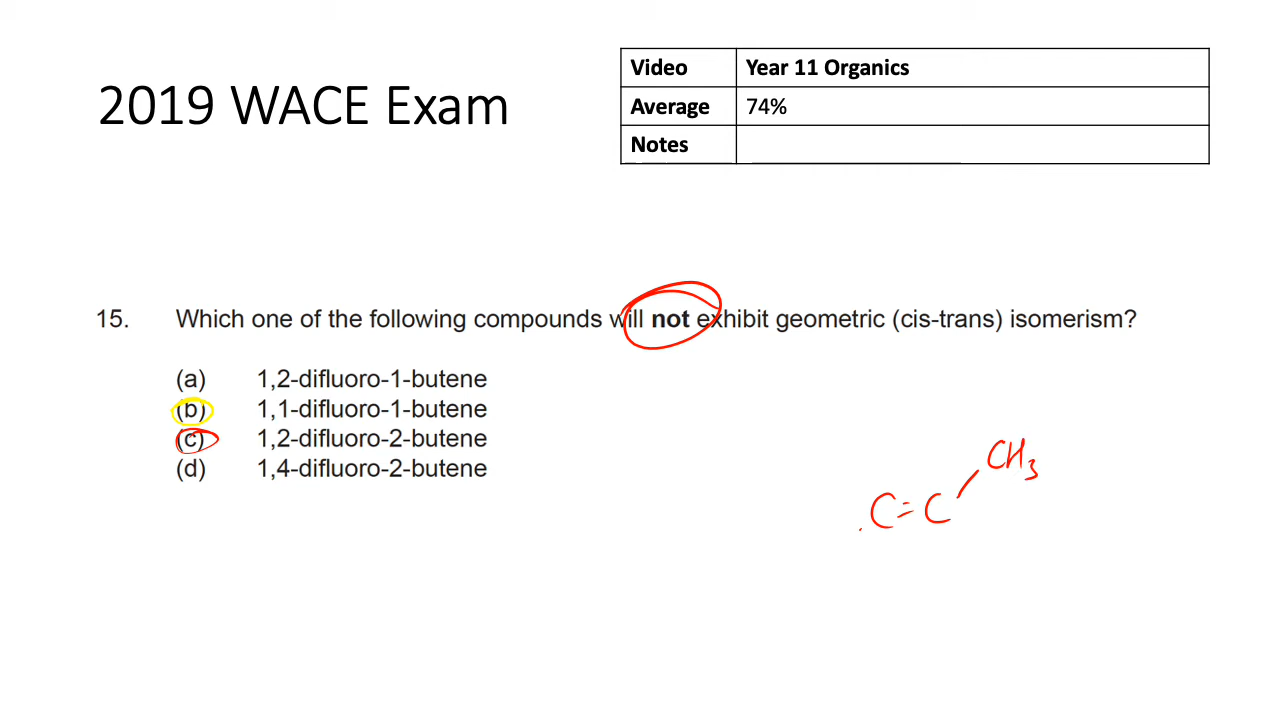 2019 WACE Exam
Video Year 11 Organics
Average 74%
Notes
15. Which one of the following compounds will not exhibit geometric (cis-trans) isomerism?
(a) 1,2-difluoro-1-butene
(b) 1,1-difluoro-1-butene
(c) 1,2-difluoro-2-butene
(d) 1,4-difluoro-2-butene
CH3
C=C